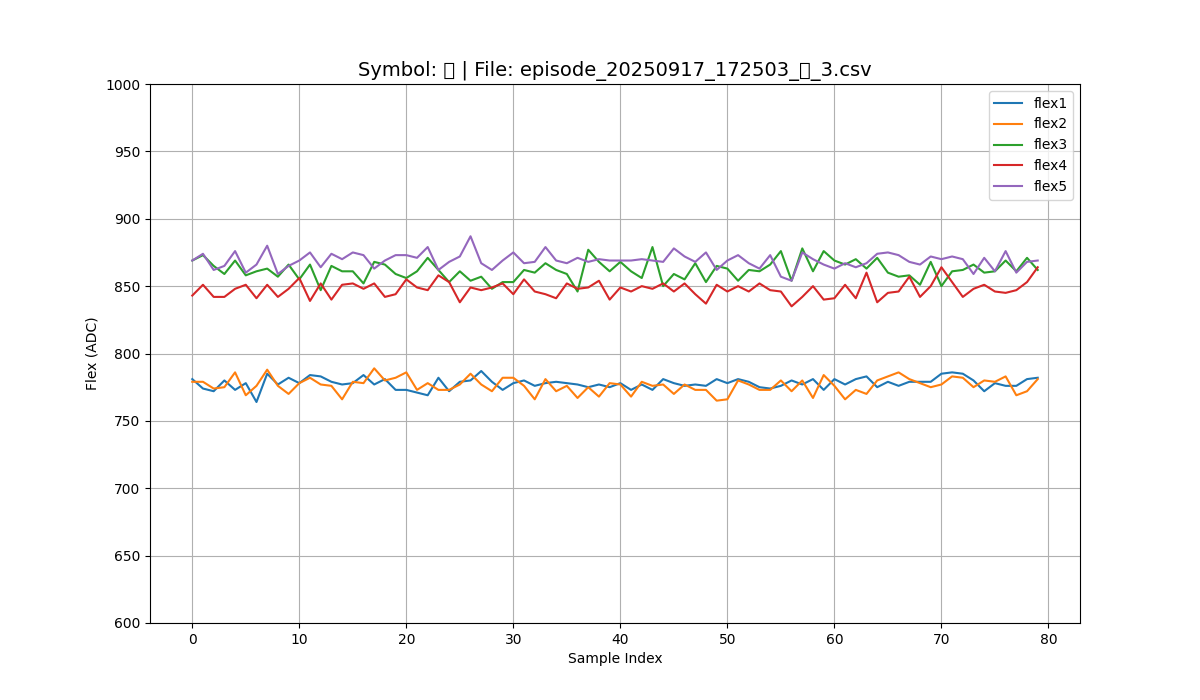 Symbol: ▯ | File: episode_20250917_172503_▯_3.csv
1000
950
900
850
800
750
700
650
600
Flex (ADC)
flex1
flex2
flex3
flex4
flex5
0 10 20 30 40 50 60 70 80
Sample Index